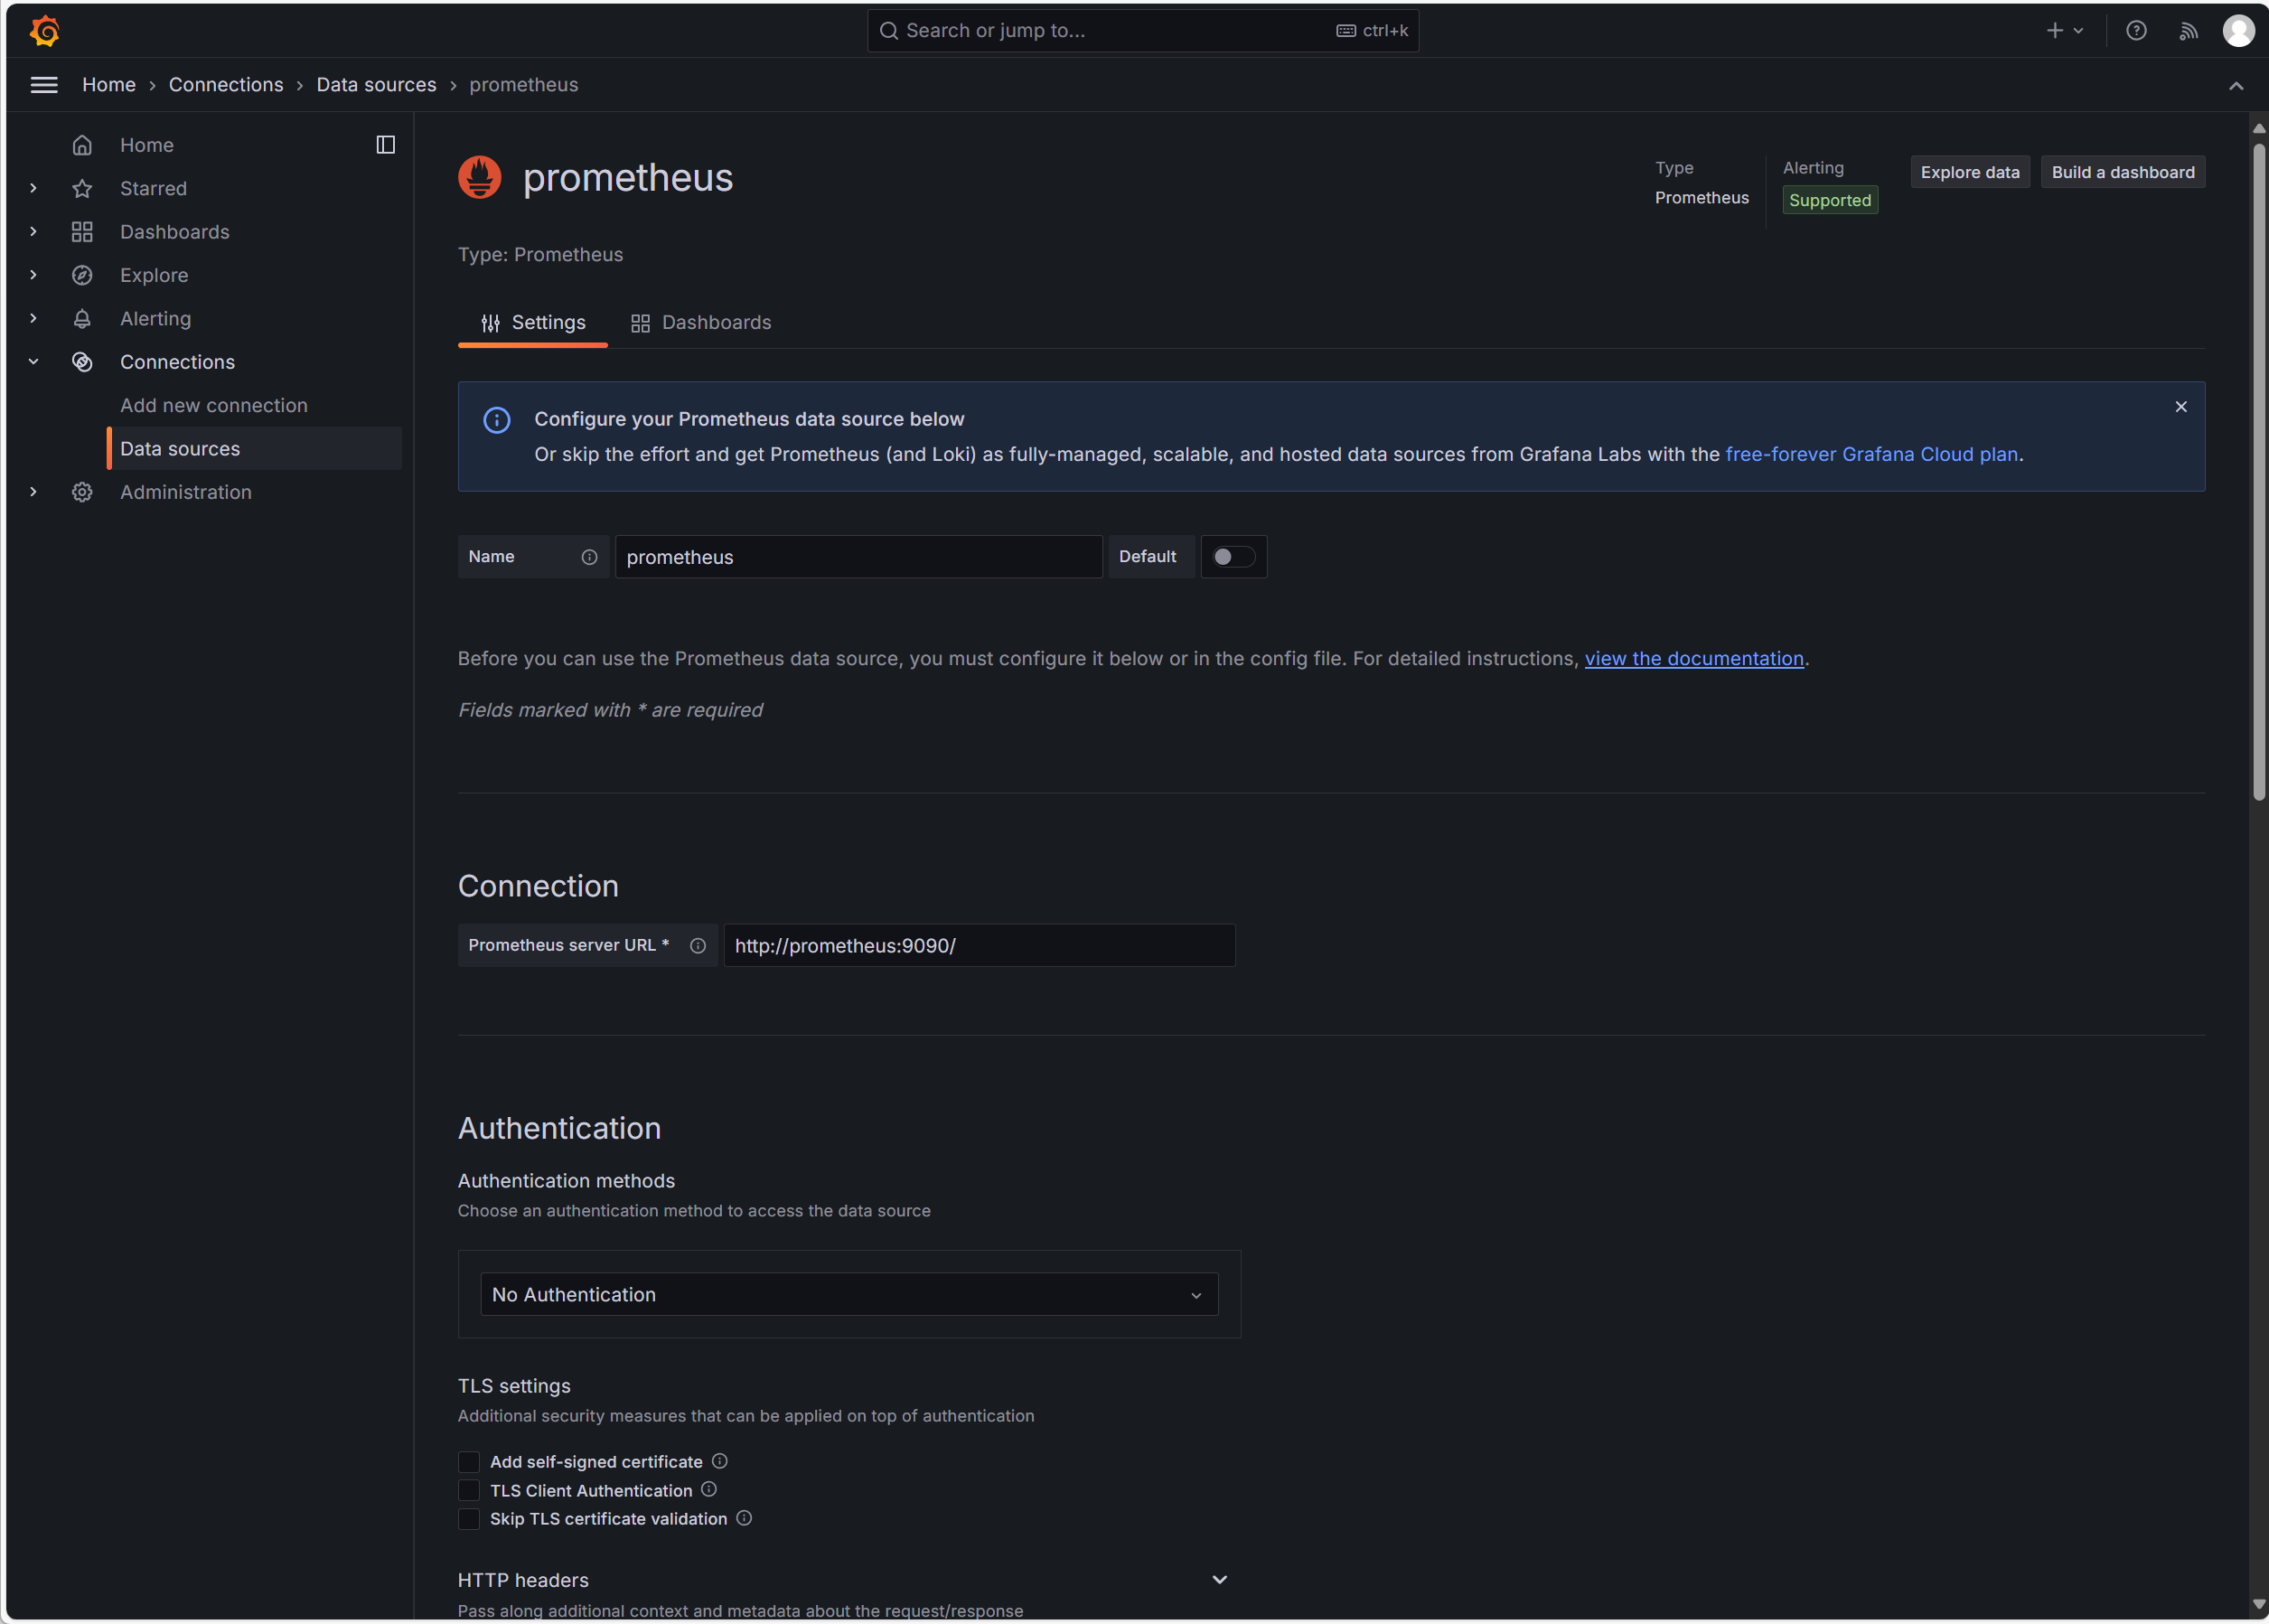 Search or jump to...
ctrl+k
Home
Connections
Data sources
prometheus
Home
Starred
Dashboards
Explore
Alerting
Connections
Add new connection
Data sources
Administration
prometheus
Type
Prometheus
Alerting
Supported
Explore data
Build a dashboard
Type: Prometheus
Settings
Dashboards
Configure your Prometheus data source below
Or skip the effort and get Prometheus (and Loki) as fully-managed, scalable, and hosted data sources from Grafana Labs with the free-forever Grafana Cloud plan.
Name
prometheus
Default
Before you can use the Prometheus data source, you must configure it below or in the config file. For detailed instructions, view the documentation.
Fields marked with * are required
Connection
Prometheus server URL *
http://prometheus:9090/
Authentication
Authentication methods
Choose an authentication method to access the data source
No Authentication
TLS settings
Additional security measures that can be applied on top of authentication
Add self-signed certificate
TLS Client Authentication
Skip TLS certificate validation
HTTP headers
Pass along additional context and metadata about the request/response